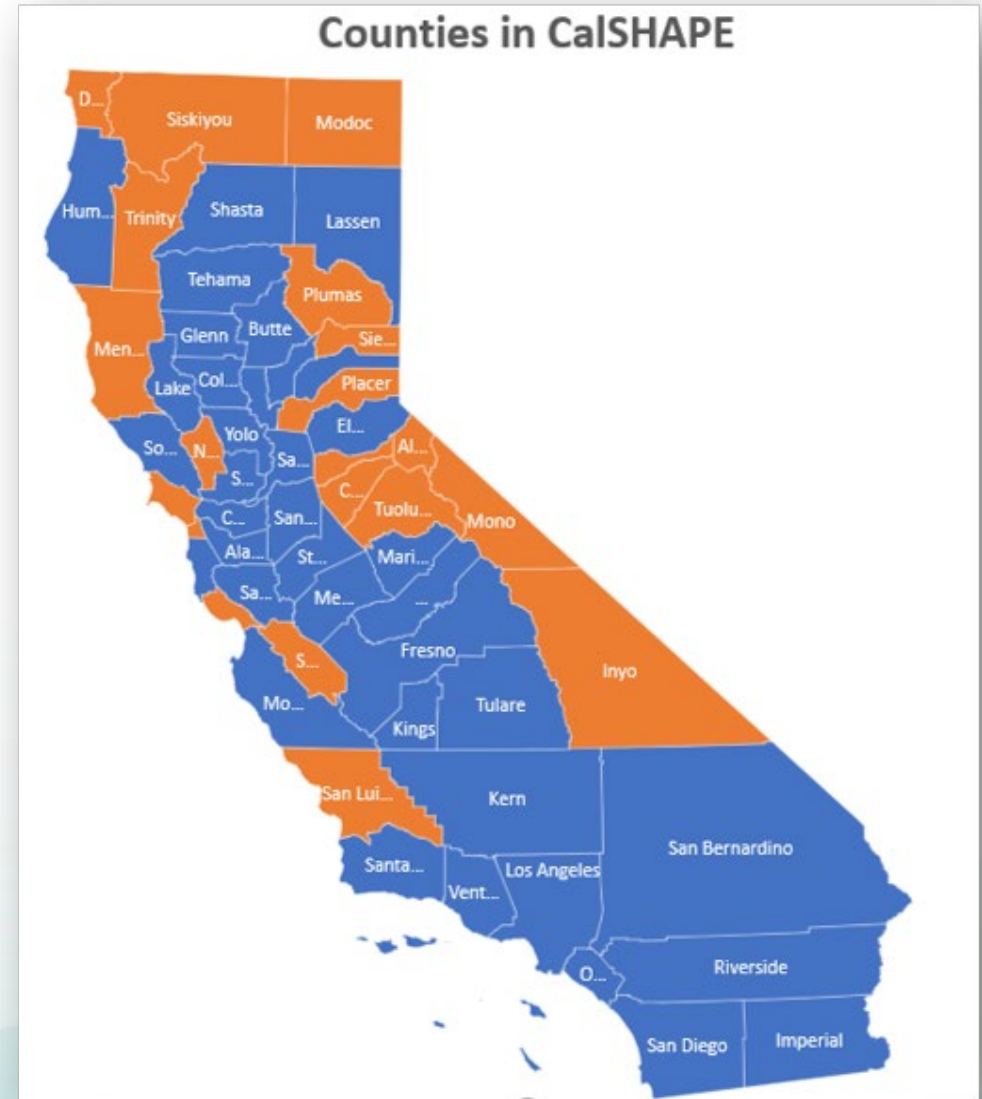 Counties in CalSHAPE
D...
Siskiyou
Modoc
Hum...
Trinity
Shasta
Lassen
Tehama
Plumas
Glenn
Butte
Sie...
Men...
Lake
Col...
Placer
So...
N...
Yolo
El...
Sa...
Al...
S...
C...
C...
San...
Tuolu...
Mono
Ala...
St...
Mari...
Sa...
Me...
...
S...
Fresno
Inyo
Mo...
Kings
Tulare
San Lui...
Kern
San Bernardino
Santa...
Vent...
Los Angeles
O...
Riverside
San Diego
Imperial